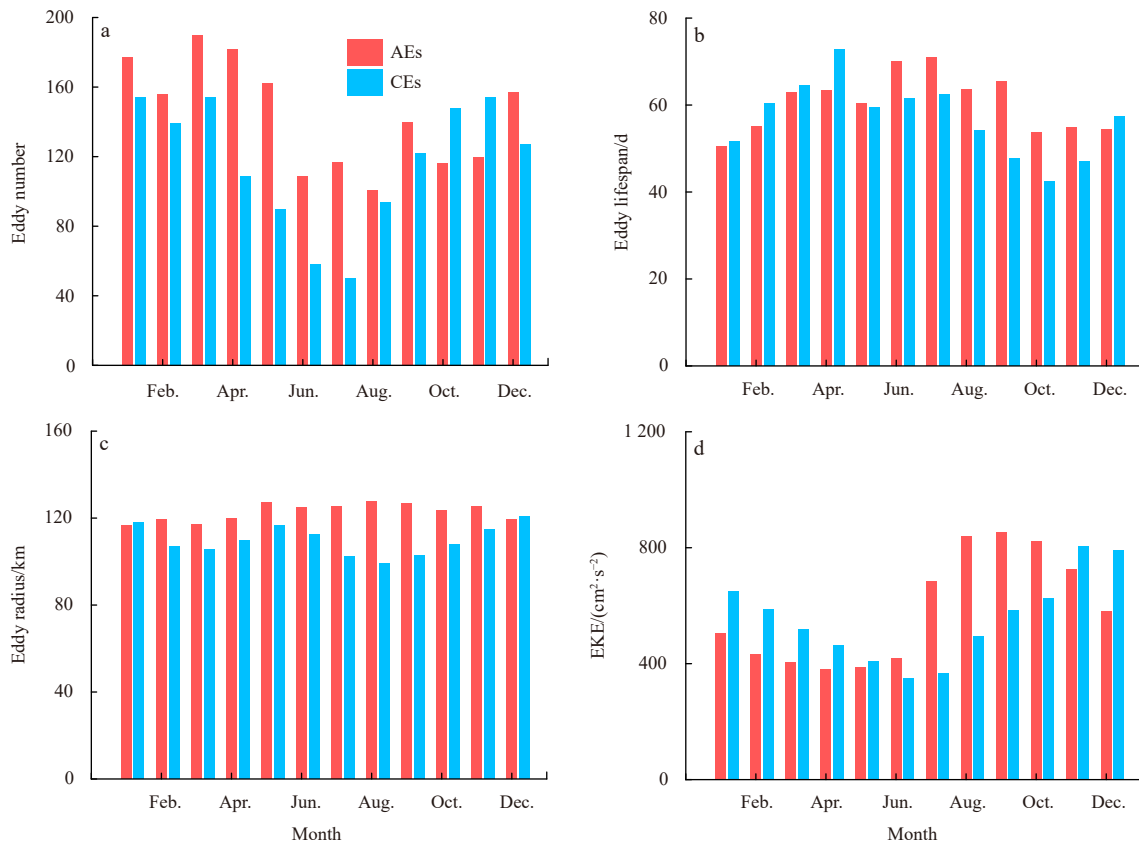 a
200
160
120
80
40
0
Eddy number
AEs
CEs
Feb. Apr. Jun. Aug. Oct. Dec.
b
80
60
40
20
0
Eddy lifespan/d
Feb. Apr. Jun. Aug. Oct. Dec.
c
160
120
80
40
0
Eddy radius/km
Feb. Apr. Jun. Aug. Oct. Dec.
Month
d
1 200
800
400
0
EKE/(cm²·s⁻²)
Feb. Apr. Jun. Aug. Oct. Dec.
Month